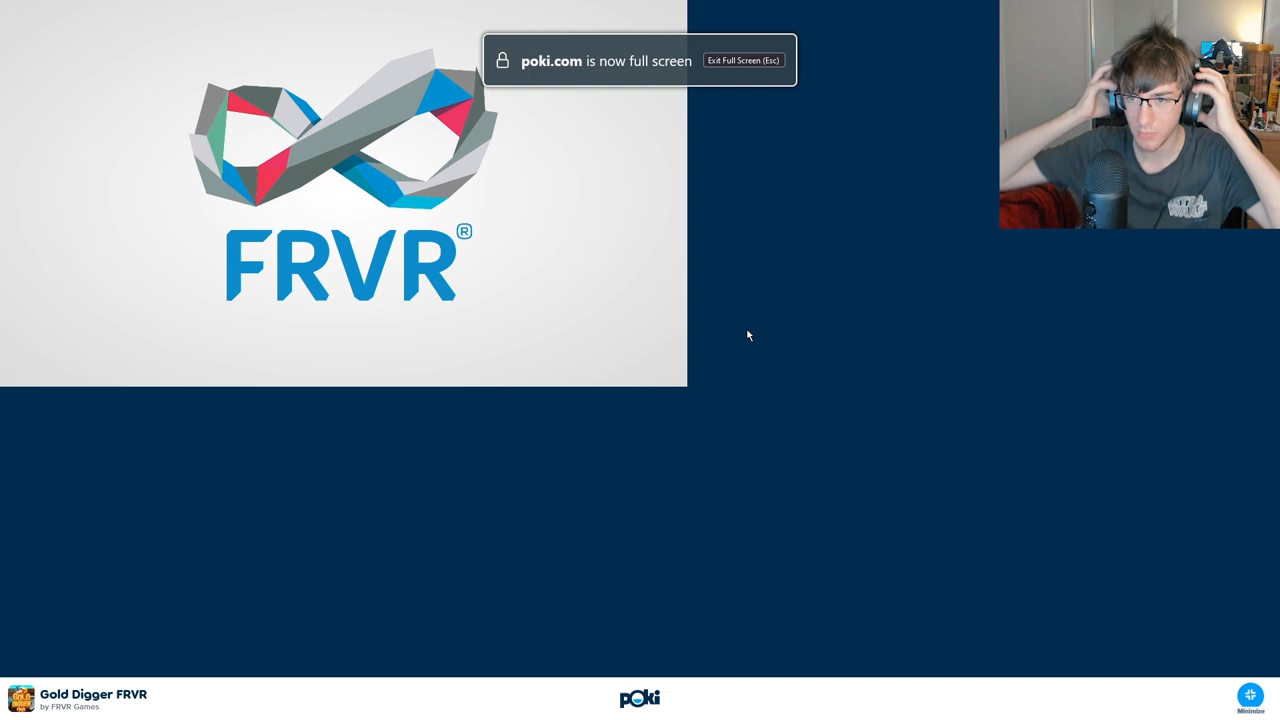 poki.com is now full screen
Exit Full Screen (Esc)
FRVR®
Gold Digger FRVR
by FRVR Games
poki
Minimize